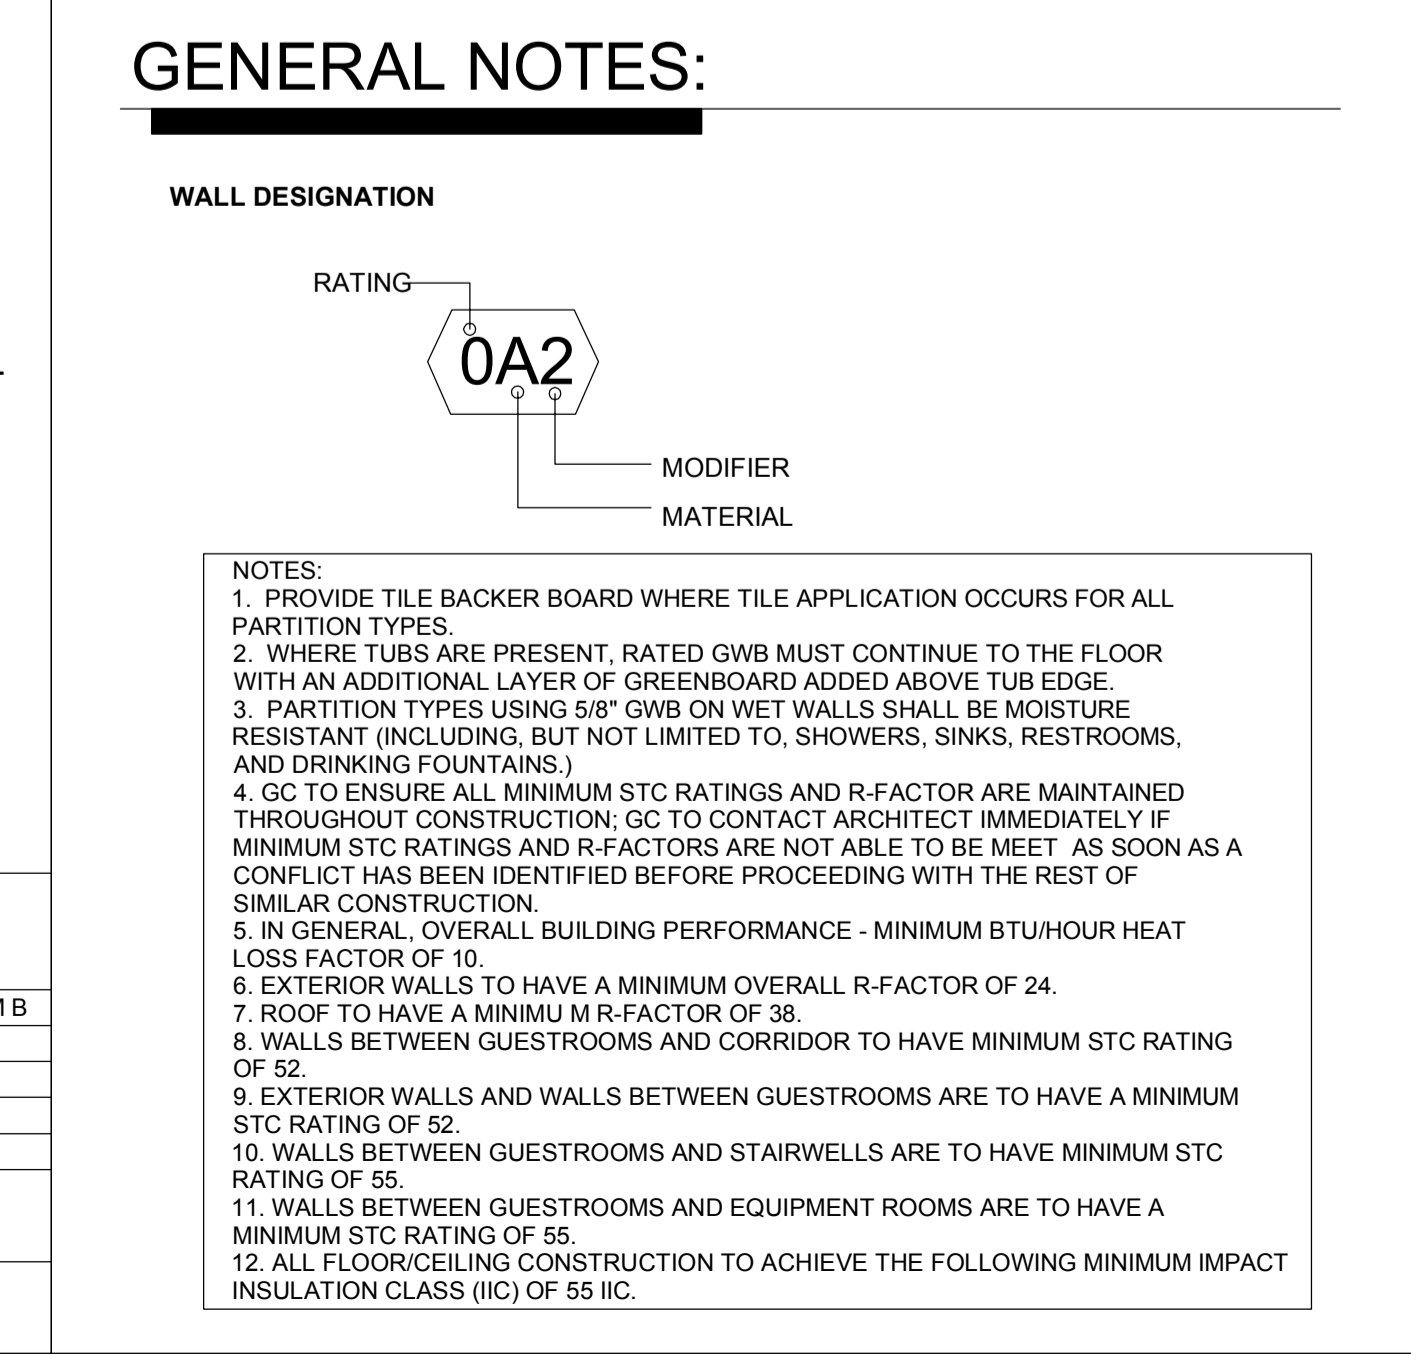 GENERAL NOTES:
WALL DESIGNATION
RATING
0A2
MODIFIER
MATERIAL
NOTES:
1. PROVIDE TILE BACKER BOARD WHERE TILE APPLICATION OCCURS FOR ALL
PARTITION TYPES.
2. WHERE TUBS ARE PRESENT, RATED GWB MUST CONTINUE TO THE FLOOR
WITH AN ADDITIONAL LAYER OF GREENBOARD ADDED ABOVE TUB EDGE.
3. PARTITION TYPES USING 5/8" GWB ON WET WALLS SHALL BE MOISTURE
RESISTANT (INCLUDING, BUT NOT LIMITED TO, SHOWERS, SINKS, RESTROOMS,
AND DRINKING FOUNTAINS.)
4. GC TO ENSURE ALL MINIMUM STC RATINGS AND R-FACTOR ARE MAINTAINED
THROUGHOUT CONSTRUCTION; GC TO CONTACT ARCHITECT IMMEDIATELY IF
MINIMUM STC RATINGS AND R-FACTORS ARE NOT ABLE TO BE MEET AS SOON AS A
CONFLICT HAS BEEN IDENTIFIED BEFORE PROCEEDING WITH THE REST OF
SIMILAR CONSTRUCTION.
5. IN GENERAL, OVERALL BUILDING PERFORMANCE - MINIMUM BTU/HOUR HEAT
LOSS FACTOR OF 10.
6. EXTERIOR WALLS TO HAVE A MINIMUM OVERALL R-FACTOR OF 24.
7. ROOF TO HAVE A MINIMU M R-FACTOR OF 38.
8. WALLS BETWEEN GUESTROOMS AND CORRIDOR TO HAVE MINIMUM STC RATING
OF 52.
9. EXTERIOR WALLS AND WALLS BETWEEN GUESTROOMS ARE TO HAVE A MINIMUM
STC RATING OF 52.
10. WALLS BETWEEN GUESTROOMS AND STAIRWELLS ARE TO HAVE MINIMUM STC
RATING OF 55.
11. WALLS BETWEEN GUESTROOMS AND EQUIPMENT ROOMS ARE TO HAVE A
MINIMUM STC RATING OF 55.
12. ALL FLOOR/CEILING CONSTRUCTION TO ACHIEVE THE FOLLOWING MINIMUM IMPACT
INSULATION CLASS (IIC) OF 55 IIC.